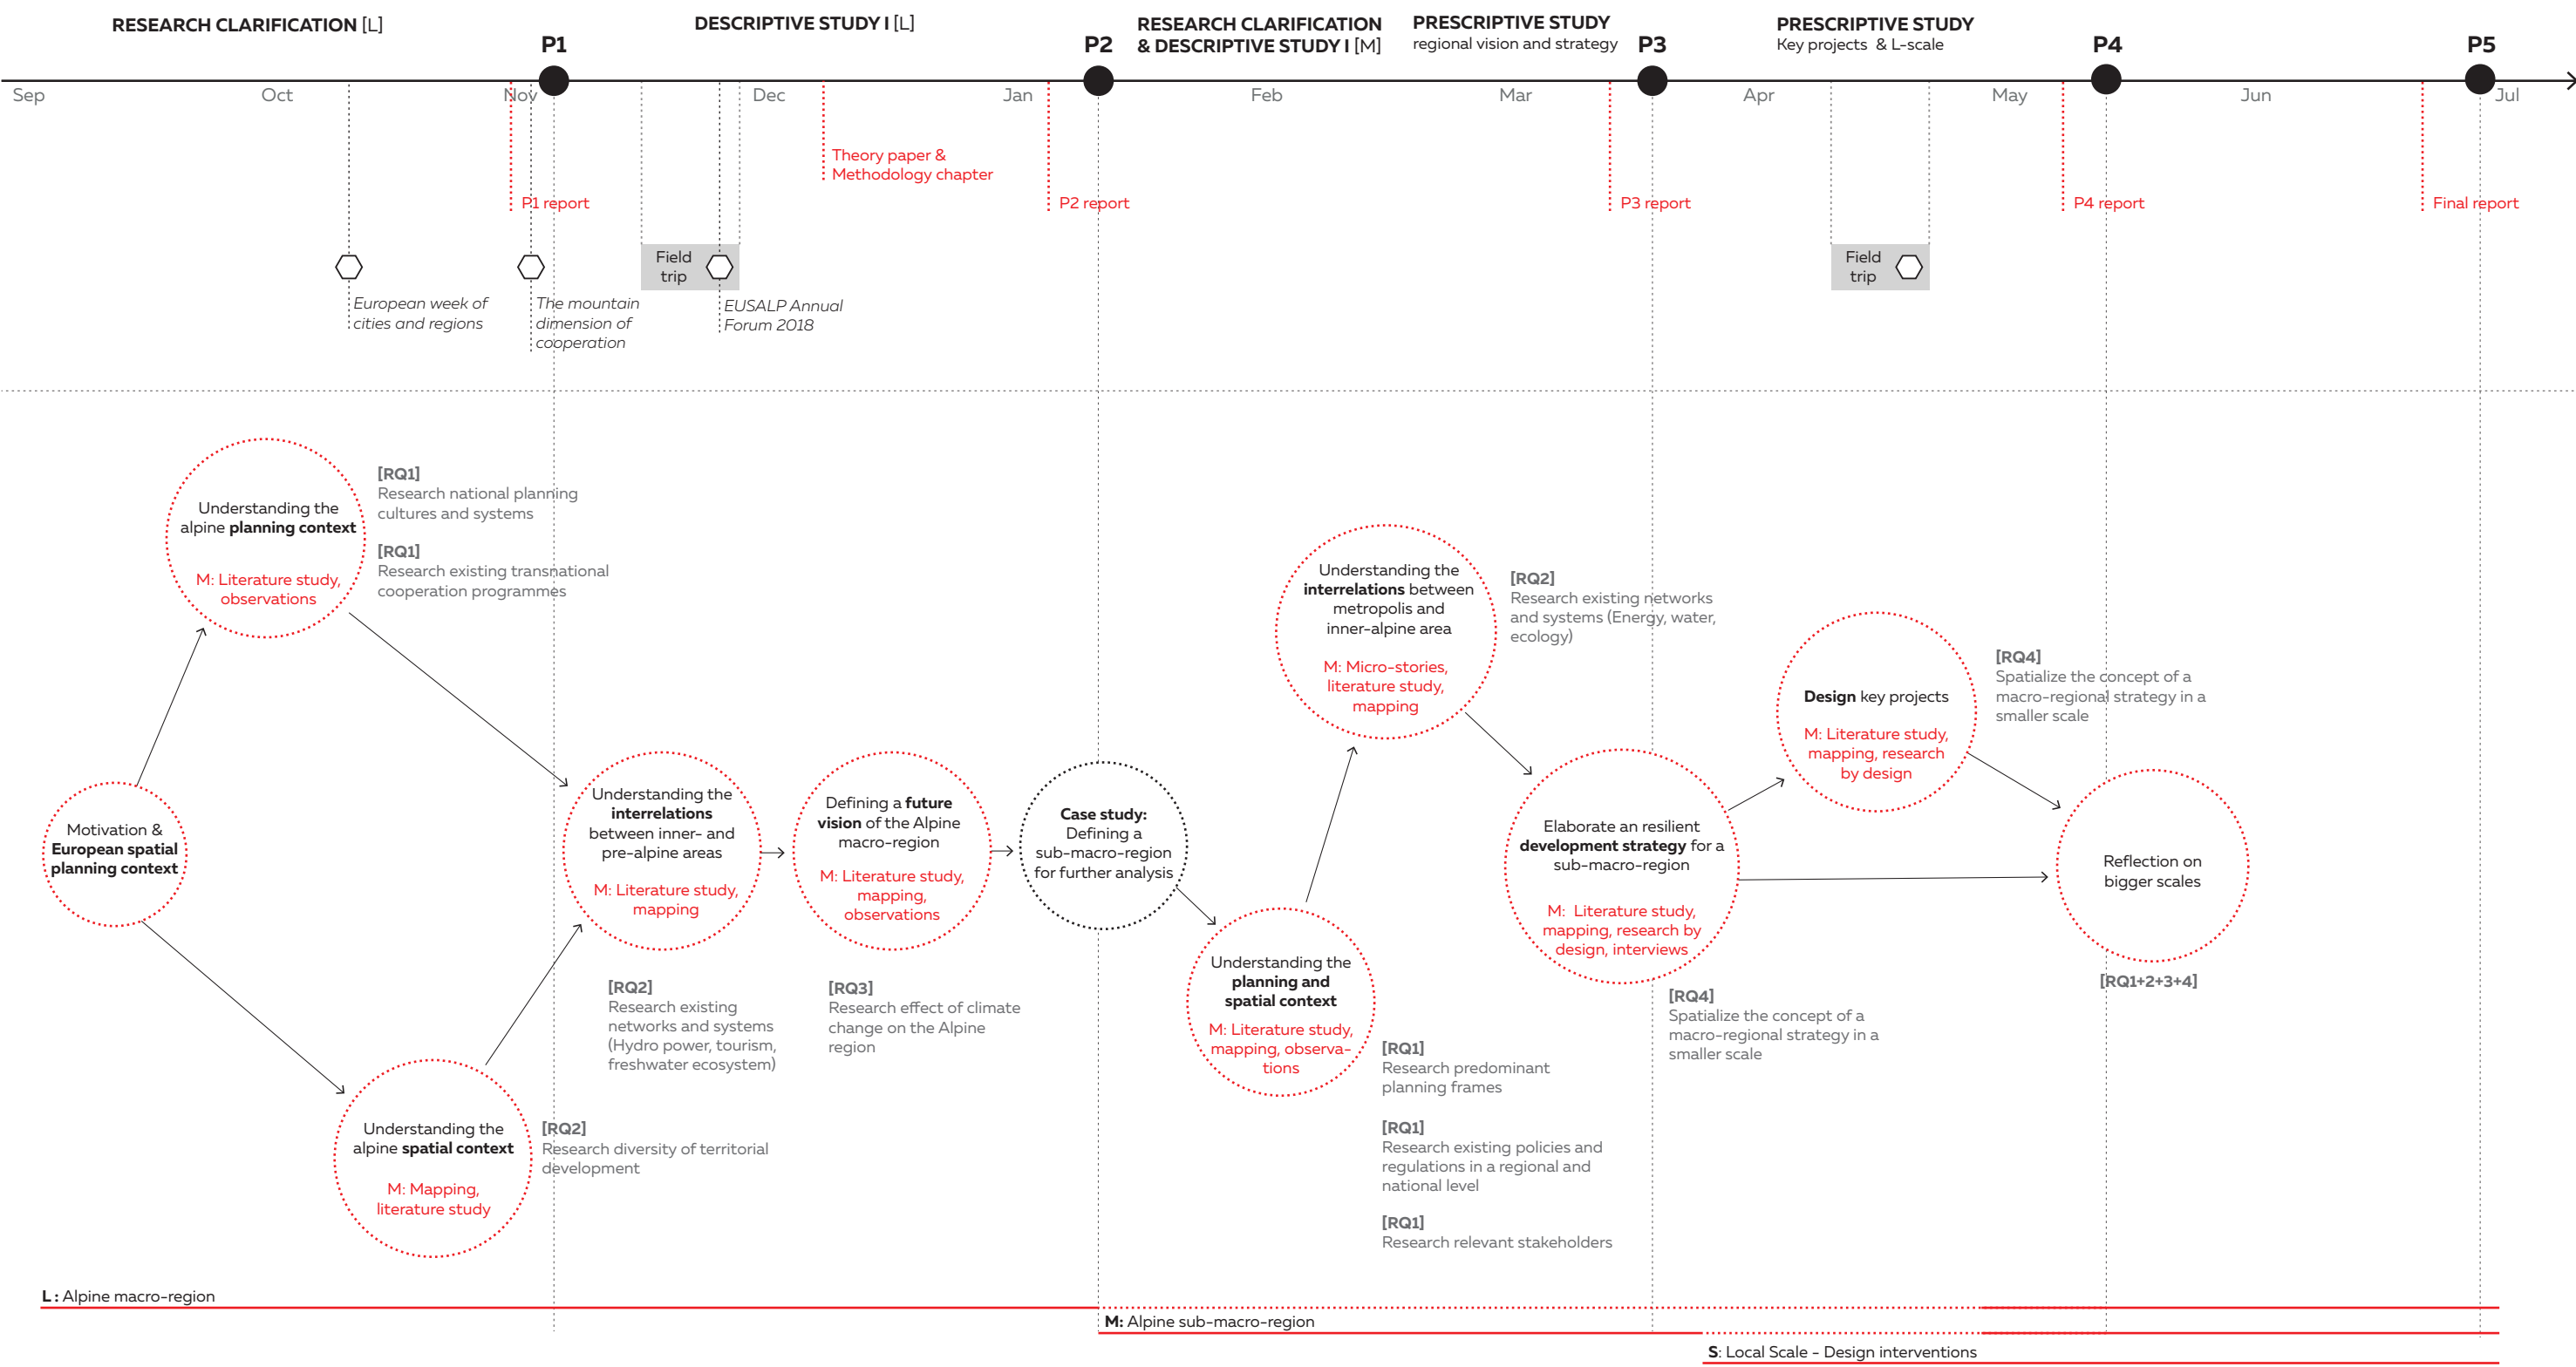 RESEARCH CLARIFICATION [L]
DESCRIPTIVE STUDY I [L]
RESEARCH CLARIFICATION
& DESCRIPTIVE STUDY I [M]
PRESCRIPTIVE STUDY
regional vision and strategy
PRESCRIPTIVE STUDY
Key projects & L-scale
P1
P2
P3
P4
P5
Sep
Oct
Nov
Dec
Jan
Feb
Mar
Apr
May
Jun
Jul
Theory paper &
Methodology chapter
P1 report
P2 report
P3 report
P4 report
Final report
Field
trip
Field
trip
European week of
cities and regions
The mountain
dimension of
cooperation
EUSALP Annual
Forum 2018
Understanding the
alpine planning context
M: Literature study,
observations
[RQ1]
Research national planning
cultures and systems
[RQ1]
Research existing transnational
cooperation programmes
Motivation &
European spatial
planning context
Understanding the
alpine spatial context
M: Mapping,
literature study
[RQ2]
Research diversity of territorial
development
Understanding the
interrelations
between inner- and
pre-alpine areas
M: Literature study,
mapping
[RQ2]
Research existing
networks and systems
(Hydro power, tourism,
freshwater ecosystem)
Defining a future
vision of the Alpine
macro-region
M: Literature study,
mapping,
observations
[RQ3]
Research effect of climate
change on the Alpine
region
Case study:
Defining a
sub-macro-region
for further analysis
Understanding the
planning and
spatial context
M: Literature study,
mapping, observa-
tions
[RQ1]
Research predominant
planning frames
[RQ1]
Research existing policies and
regulations in a regional and
national level
[RQ1]
Research relevant stakeholders
Understanding the
interrelations between
metropolis and
inner-alpine area
M: Micro-stories,
literature study,
mapping
[RQ2]
Research existing networks
and systems (Energy, water,
ecology)
Elaborate an resilient
development strategy for a
sub-macro-region
M: Literature study,
mapping, research by
design, interviews
[RQ4]
Spatialize the concept of a
macro-regional strategy in a
smaller scale
Design key projects
M: Literature study,
mapping, research
by design
[RQ4]
Spatialize the concept of a
macro-regional strategy in a
smaller scale
Reflection on
bigger scales
[RQ1+2+3+4]
L : Alpine macro-region
M: Alpine sub-macro-region
S: Local Scale - Design interventions